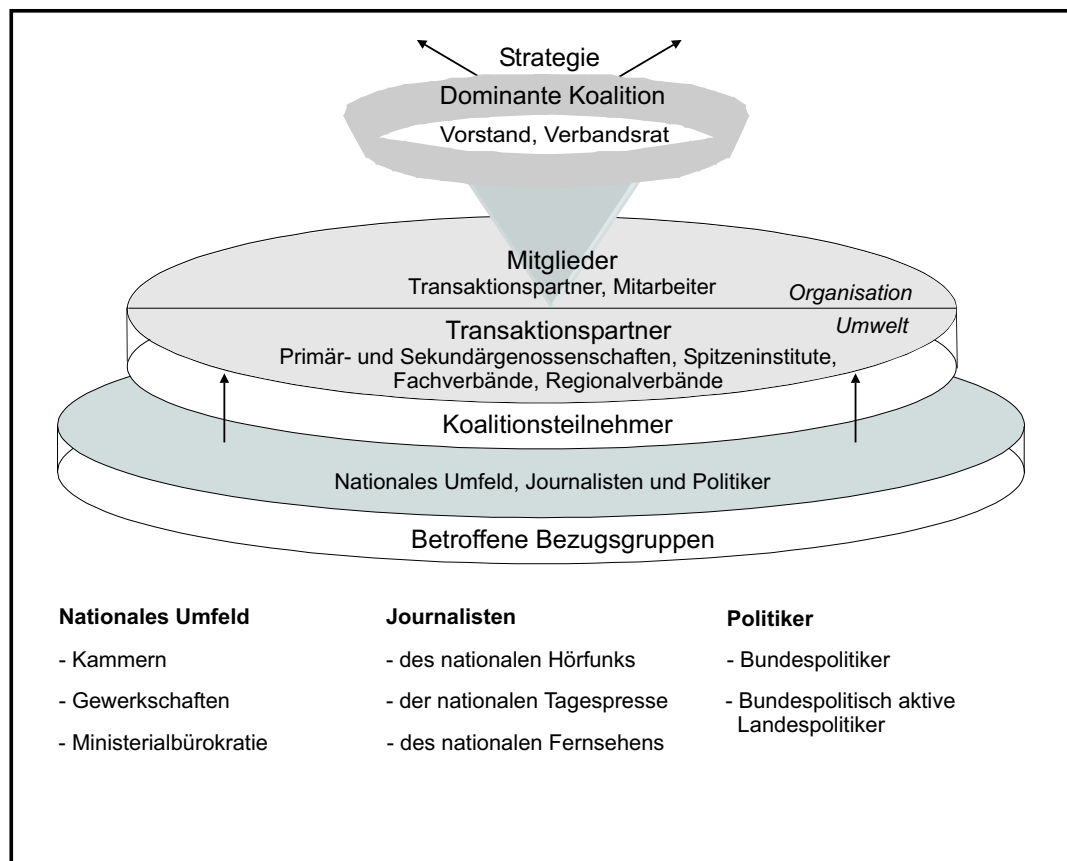 Strategie
Dominante Koalition
Vorstand, Verbandsrat
Mitglieder
Transaktionspartner, Mitarbeiter
Organisation
Transaktionspartner
Umwelt
Primär- und Sekundärgenossenschaften, Spitzeninstitute,
Fachverbände, Regionalverbände
Koalitionsteilnehmer
Nationales Umfeld, Journalisten und Politiker
Betroffene Bezugsgruppen
Nationales Umfeld
- Kammern
- Gewerkschaften
- Ministerialbürokratie
Journalisten
- des nationalen Hörfunks
- der nationalen Tagespresse
- des nationalen Fernsehens
Politiker
- Bundespolitiker
- Bundespolitisch aktive
Landespolitiker